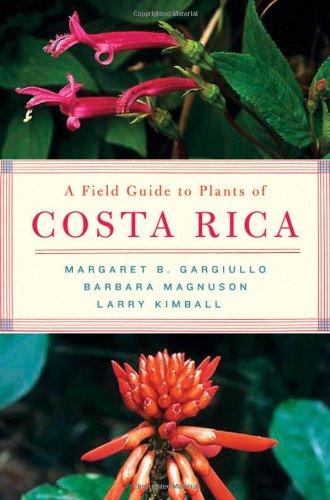 A Field Guide to Plants of
COSTA RICA
MARGARET B. GARGIULLO
BARBARA MAGNUSON
LARRY KIMBALL